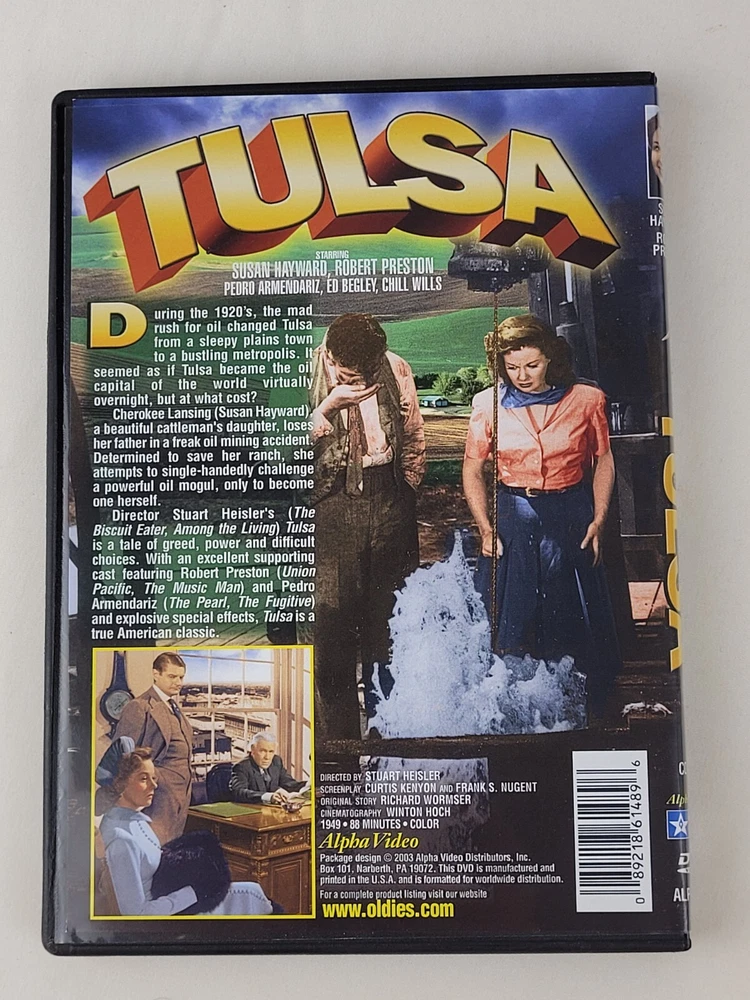 TULSA
STARRING
SUSAN HAYWARD, ROBERT PRESTON
PEDRO ARMENDARIZ, ED BEGLEY, CHILL WILLS
During the 1920's, the mad
rush for oil changed Tulsa
from a sleepy plains town
to a bustling metropolis. It
seemed as if Tulsa became the oil
capital of the world virtually
overnight, but at what cost?
Cherokee Lansing (Susan Hayward),
a beautiful cattleman's daughter, loses
her father in a freak oil mining accident.
Determined to save her ranch, she
attempts to single-handedly challenge
a powerful oil mogul, only to become
one herself.
Director Stuart Heisler's (The
Biscuit Eater, Among the Living) Tulsa
is a tale of greed, power and difficult
choices. With an excellent supporting
cast featuring Robert Preston (Union
Pacific, The Music Man) and Pedro
Armendariz (The Pearl, The Fugitive)
and explosive special effects, Tulsa is a
true American classic.
DIRECTED BY STUART HEISLER
SCREENPLAY CURTIS KENYON AND FRANK S. NUGENT
ORIGINAL STORY RICHARD WORMSER
CINEMATOGRAPHY WINTON HOCH
1949 • 88 MINUTES • COLOR
Alpha Video
Package design © 2003 Alpha Video Distributors, Inc.
Box 101, Narberth, PA 19072. This DVD is manufactured and
printed in the U.S.A. and is formatted for worldwide distribution.
For a complete product listing visit our website
www.oldies.com
0 89218 61489 6